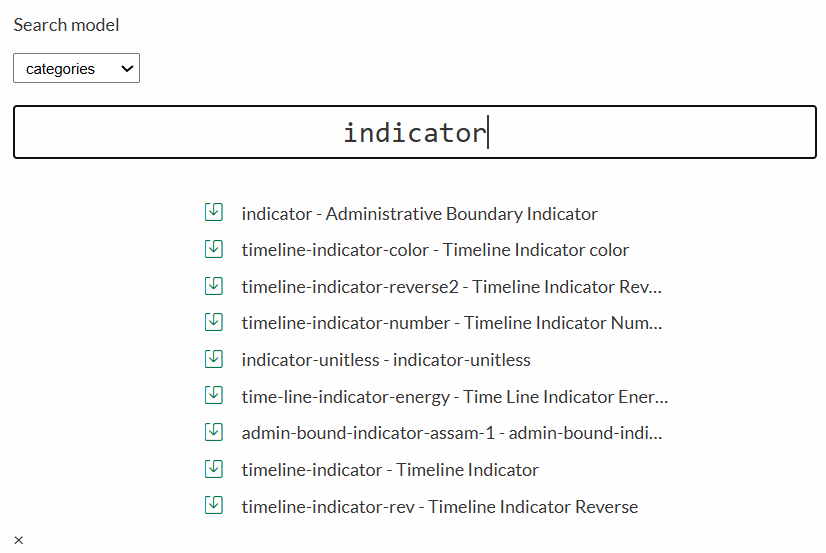 Search model
categories
indicator
indicator - Administrative Boundary Indicator
timeline-indicator-color - Timeline Indicator color
timeline-indicator-reverse2 - Timeline Indicator Rev...
timeline-indicator-number - Timeline Indicator Num...
indicator-unitless - indicator-unitless
time-line-indicator-energy - Time Line Indicator Ener...
admin-bound-indicator-assam-1 - admin-bound-indi...
timeline-indicator - Timeline Indicator
timeline-indicator-rev - Timeline Indicator Reverse
×